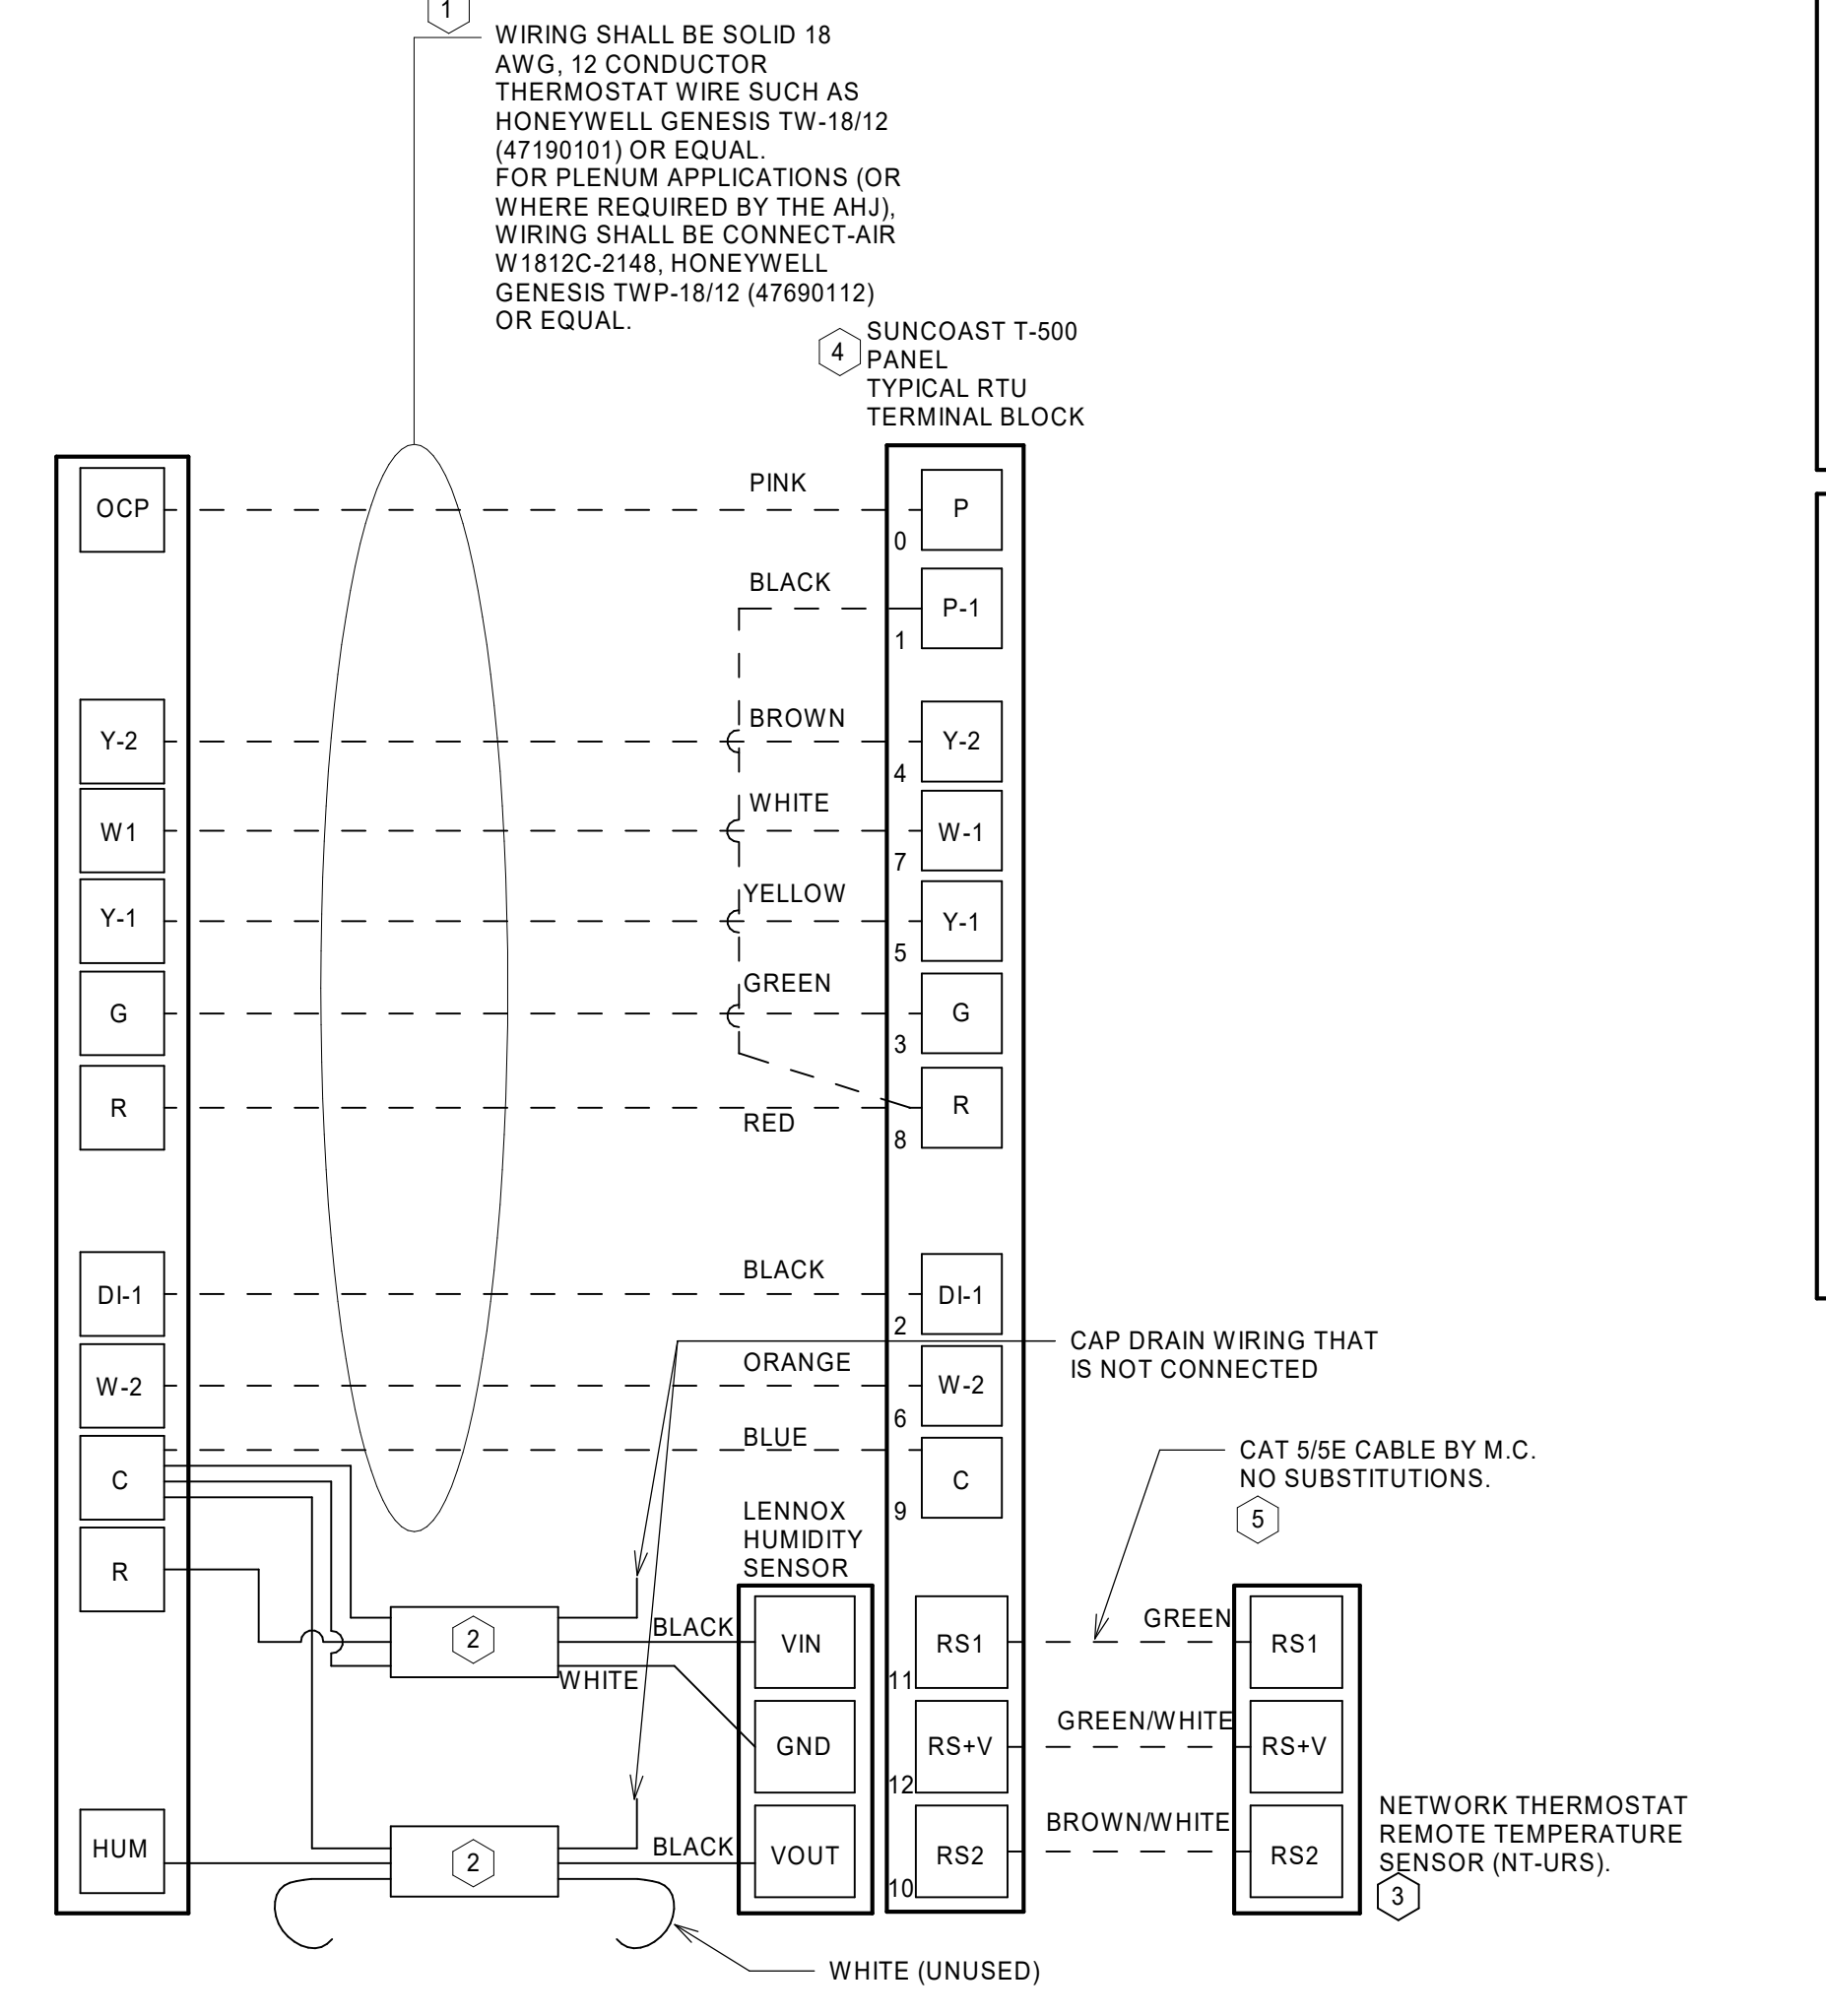 1
WIRING SHALL BE SOLID 18
AWG, 12 CONDUCTOR
THERMOSTAT WIRE SUCH AS
HONEYWELL GENESIS TW-18/12
(47190101) OR EQUAL.
FOR PLENUM APPLICATIONS (OR
WHERE REQUIRED BY THE AHJ),
WIRING SHALL BE CONNECT-AIR
W1812C-2148, HONEYWELL
GENESIS TWP-18/12 (47690112)
OR EQUAL.
4
SUNCOAST T-500
PANEL
TYPICAL RTU
TERMINAL BLOCK
OCP
PINK
P
0
BLACK
P-1
1
Y-2
BROWN
Y-2
4
W1
WHITE
W-1
7
Y-1
YELLOW
Y-1
5
G
GREEN
G
3
R
RED
R
8
DI-1
BLACK
DI-1
2
CAP DRAIN WIRING THAT
IS NOT CONNECTED
W-2
ORANGE
W-2
6
C
BLUE
C
9
CAT 5/5E CABLE BY M.C.
NO SUBSTITUTIONS.
5
LENNOX
HUMIDITY
SENSOR
R
2
BLACK
WHITE
VIN
RS1
11
GREEN
RS1
GND
RS+V
12
GREEN/WHITE
RS+V
HUM
2
BLACK
VOUT
RS2
10
BROWN/WHITE
RS2
NETWORK THERMOSTAT
REMOTE TEMPERATURE
SENSOR (NT-URS).
3
WHITE (UNUSED)